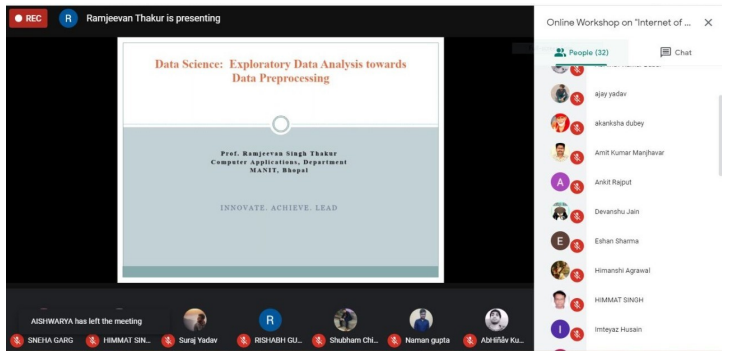 REC
R
Ramjeevan Thakur is presenting
Online Workshop on "Internet of ...
People (32)
Chat
Data Science: Exploratory Data Analysis towards
Data Preprocessing
Prof. Ramjeevan Singh Thakur
Computer Applications, Department
MANIT, Bhopal
INNOVATE. ACHIEVE. LEAD
ajay yadav
akanksha dubey
Amit Kumar Manjhavar
A
Ankit Rajput
Devanshu Jain
E
Eshan Sharma
Himanshi Agrawal
HIMMAT SINGH
I
Imteyaz Husain
AISHWARYA has left the meeting
R
SNEHA GARG
HIMMAT SIN...
Suraj Yadav
RISHABH GU...
Shubham Chi...
Naman gupta
Abhiñåv Ku...